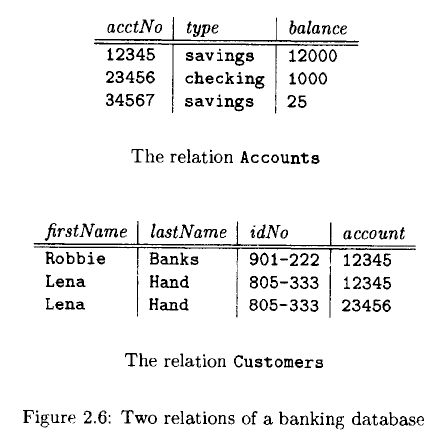 acctNo type balance
12345 savings 12000
23456 checking 1000
34567 savings 25
The relation Accounts
firstName lastName idNo account
Robbie Banks 901-222 12345
Lena Hand 805-333 12345
Lena Hand 805-333 23456
The relation Customers
Figure 2.6: Two relations of a banking database